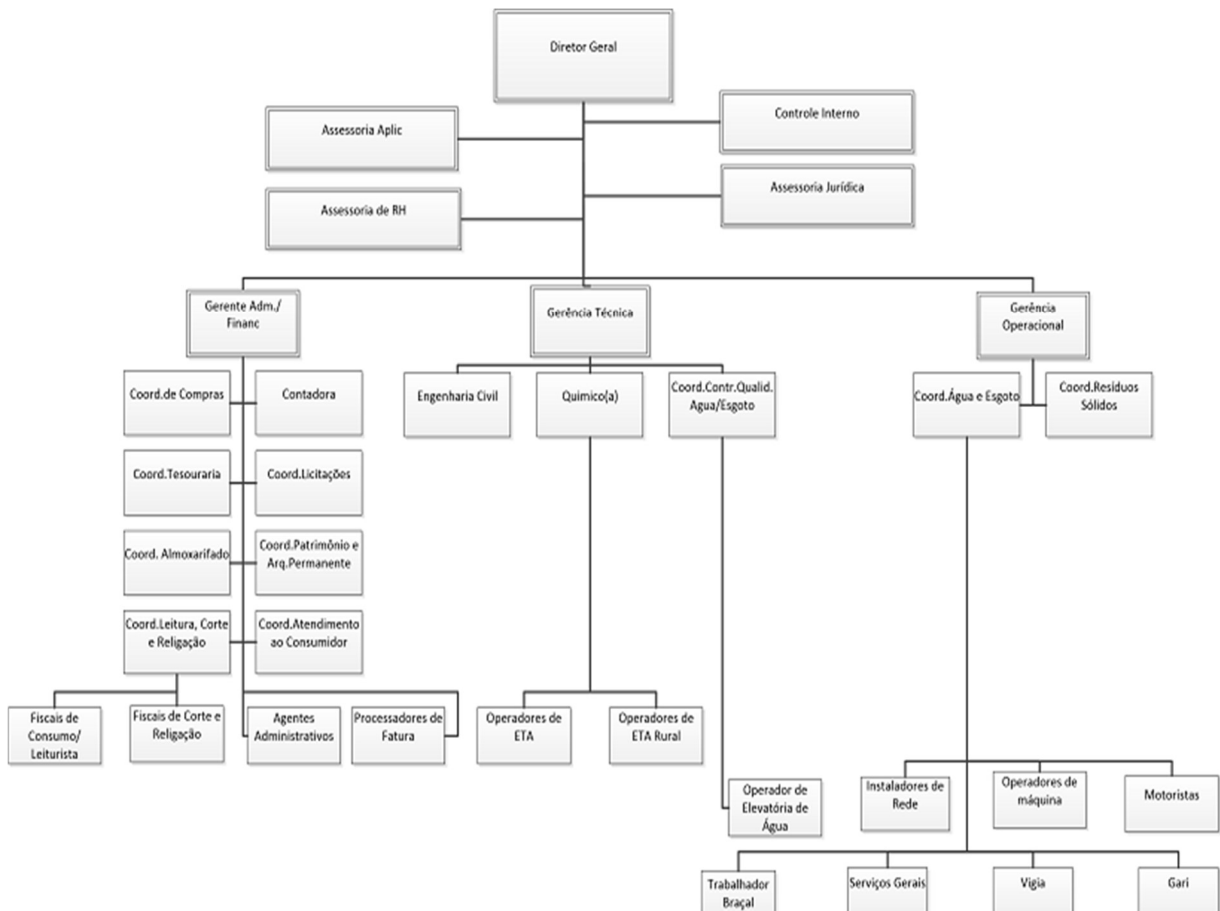 Diretor Geral
Controle Interno
Assessoria Aplic
Assessoria Jurídica
Assessoria de RH
Gerente Adm./
Financ
Gerência Técnica
Gerência
Operacional
Coord.de Compras
Contadora
Engenharia Civil
Quimico(a)
Coord.Contr.Qualid.
Agua/Esgoto
Coord.Água e Esgoto
Coord.Resíduos
Sólidos
Coord.Tesouraria
Coord.Licitações
Coord. Almoxarifado
Coord.Patrimônio e
Arq.Permanente
Coord.Leitura, Corte
e Religação
Coord.Atendimento
ao Consumidor
Fiscais de
Consumo/
Leiturista
Fiscais de Corte e
Religação
Agentes
Administrativos
Processadores de
Fatura
Operadores de
ETA
Operadores de
ETA Rural
Operador de
Elevatória de
Água
Instaladores de
Rede
Operadores de
máquina
Motoristas
Trabalhador
Braçal
Serviços Gerais
Vigia
Gari